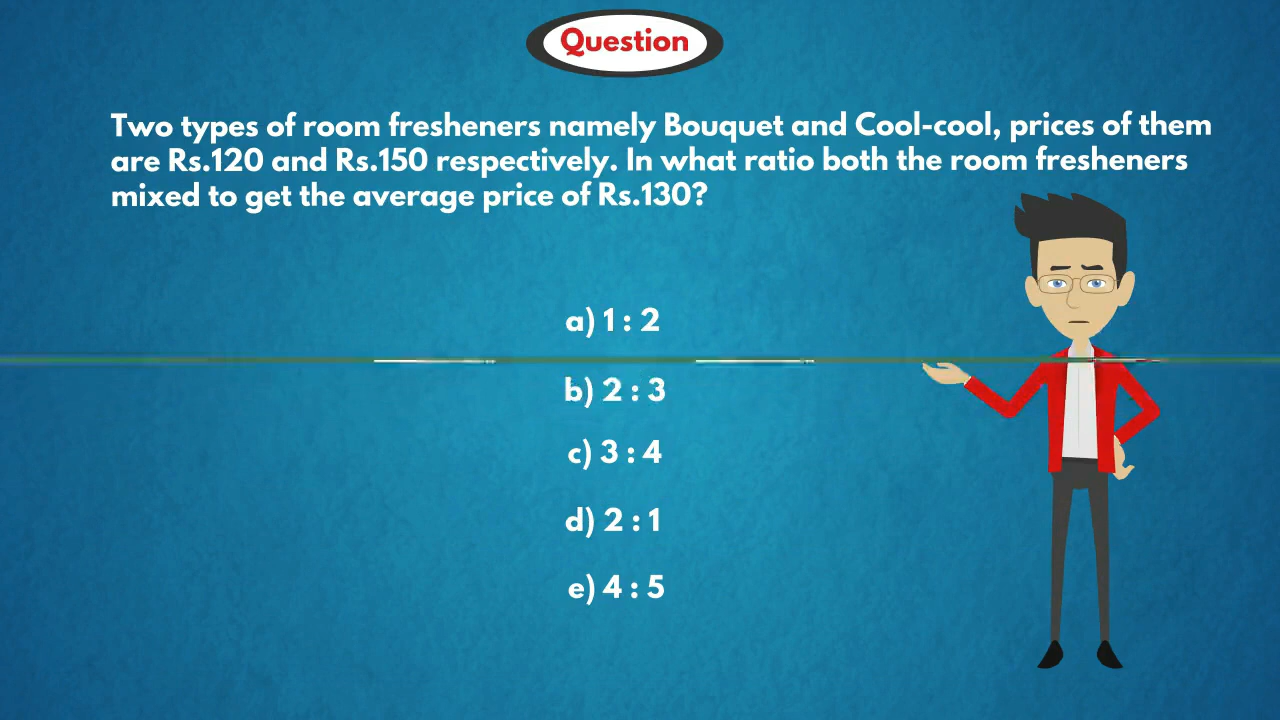 Question
Two types of room fresheners namely Bouquet and Cool-cool, prices of them
are Rs.120 and Rs.150 respectively. In what ratio both the room fresheners
mixed to get the average price of Rs.130?
a) 1 : 2
b) 2 : 3
c) 3 : 4
d) 2 : 1
e) 4 : 5